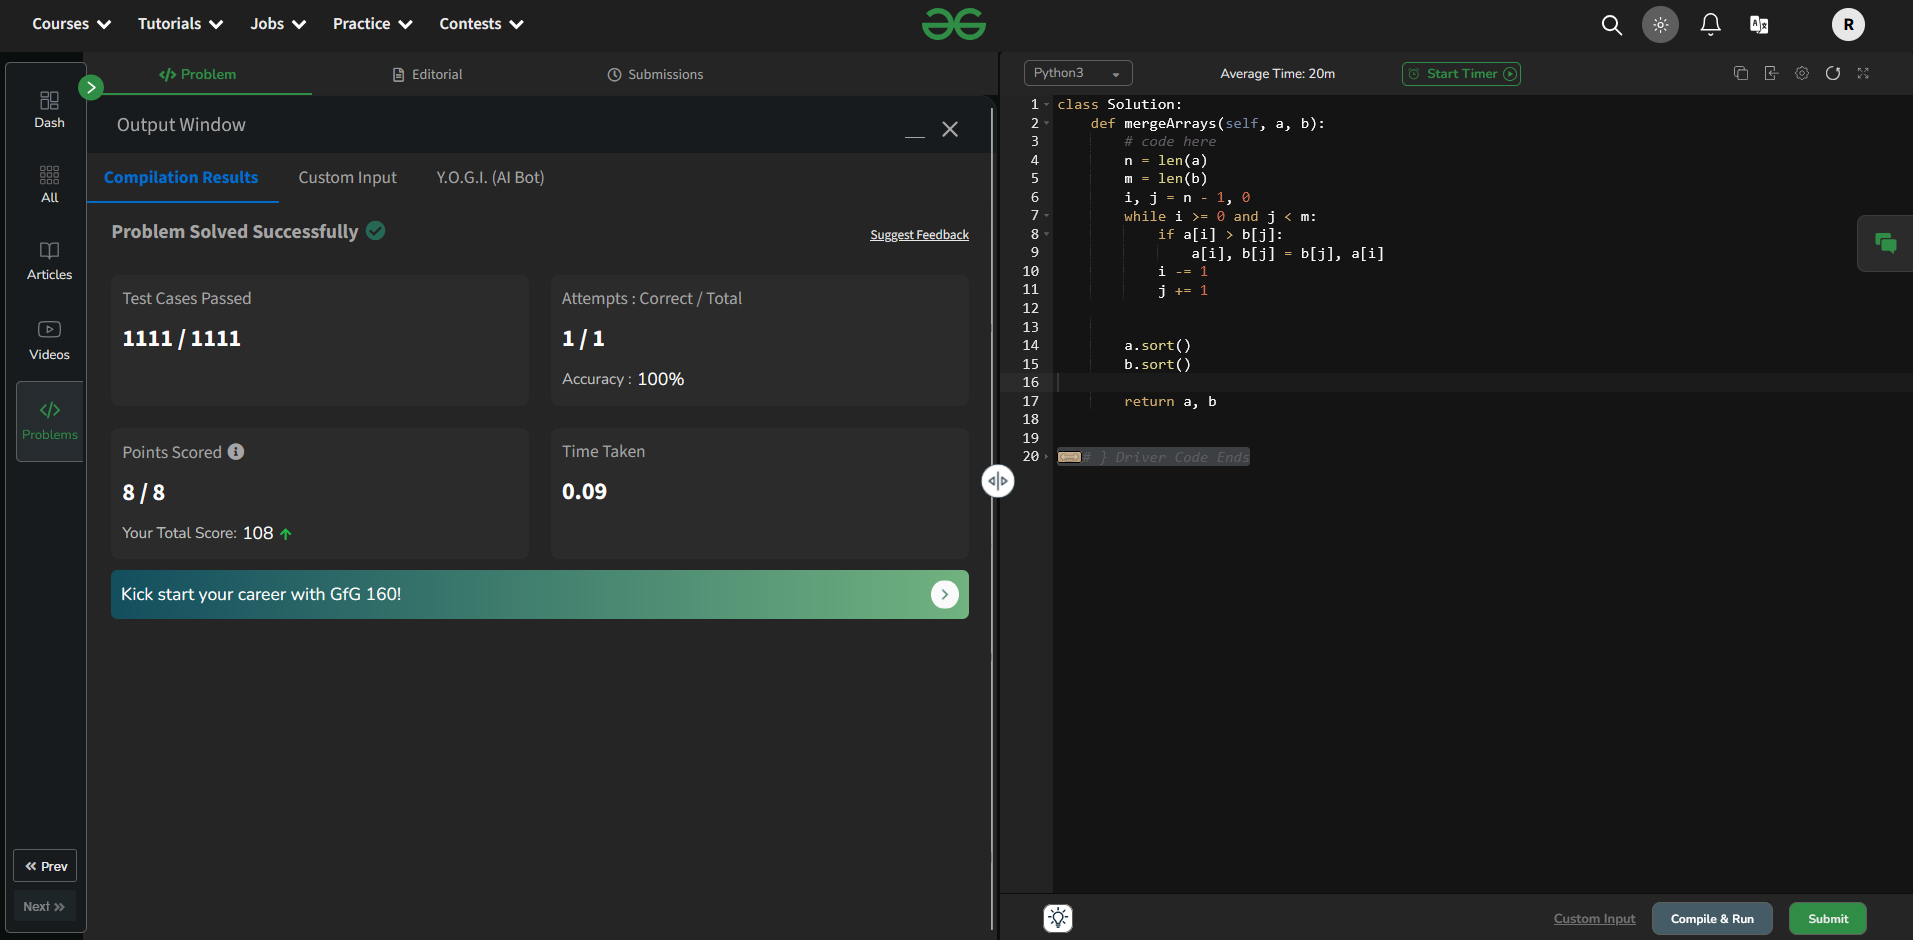 Courses Tutorials Jobs Practice Contests
R
Dash
All
Articles
Videos
Problems
Prev
Next
Problem Editorial Submissions
Output Window
Compilation Results Custom Input Y.O.G.I. (AI Bot)
Problem Solved Successfully
Suggest Feedback
Test Cases Passed
1111 / 1111
Attempts : Correct / Total
1 / 1
Accuracy : 100%
Points Scored
8 / 8
Your Total Score: 108
Time Taken
0.09
Kick start your career with GfG 160!
Python3 Average Time: 20m Start Timer
1 class Solution:
2     def mergeArrays(self, a, b):
3         # code here
4         n = len(a)
5         m = len(b)
6         i, j = n - 1, 0
7         while i >= 0 and j < m:
8             if a[i] > b[j]:
9                 a[i], b[j] = b[j], a[i]
10             i -= 1
11             j += 1
12
13
14         a.sort()
15         b.sort()
16
17         return a, b
18
19
20 # } Driver Code Ends
Custom Input Compile & Run Submit